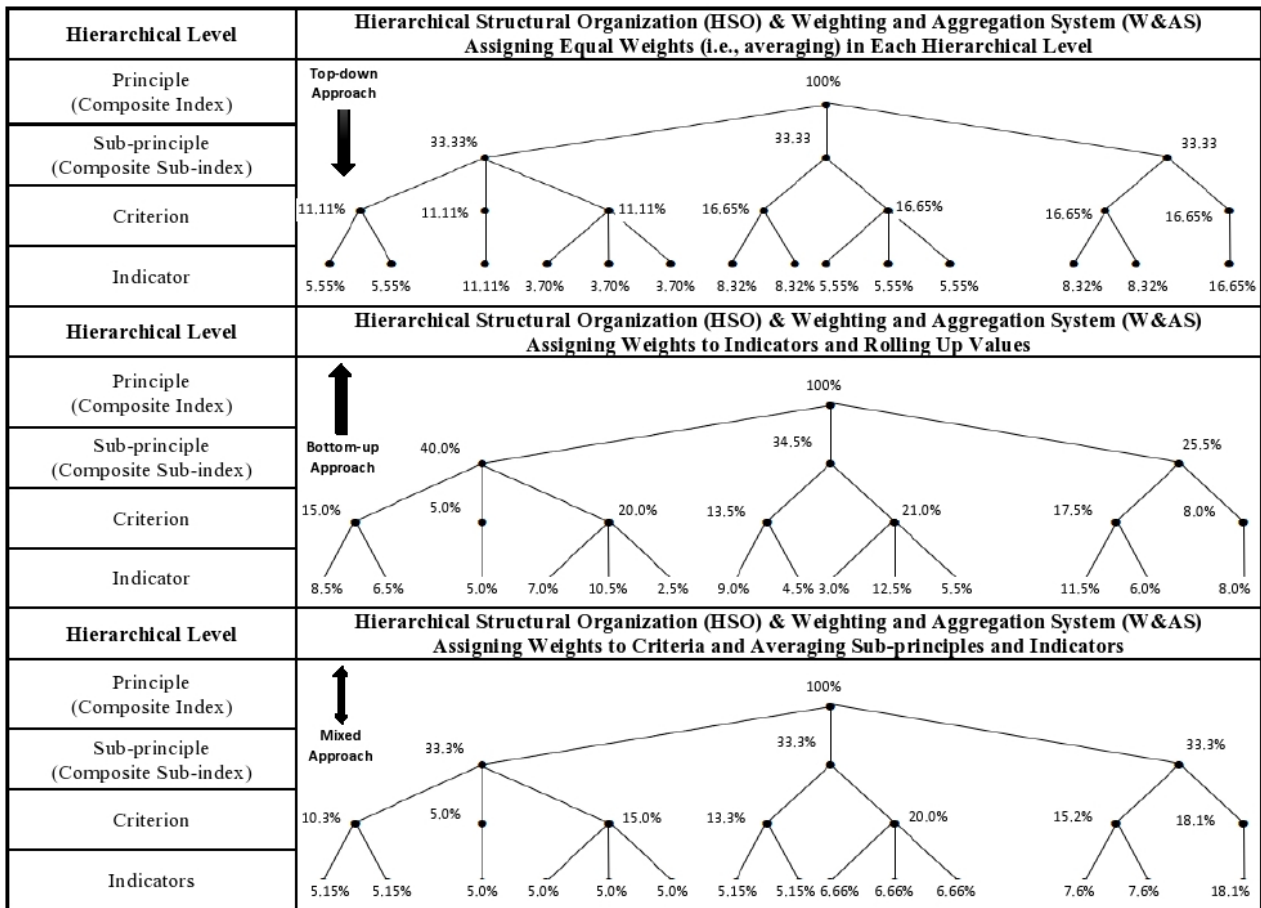 Hierarchical Level
Hierarchical Structural Organization (HSO) & Weighting and Aggregation System (W&AS)
Assigning Equal Weights (i.e., averaging) in Each Hierarchical Level
Principle
(Composite Index)
Top-down
Approach
100%
Sub-principle
(Composite Sub-index)
33.33%
33.33
33.33
Criterion
11.11%
11.11%
11.11%
16.65%
16.65%
16.65%
16.65%
Indicator
5.55%
5.55%
11.11%
3.70%
3.70%
3.70%
8.32%
8.32%
5.55%
5.55%
5.55%
8.32%
8.32%
16.65%
Hierarchical Level
Hierarchical Structural Organization (HSO) & Weighting and Aggregation System (W&AS)
Assigning Weights to Indicators and Rolling Up Values
Principle
(Composite Index)
100%
Sub-principle
(Composite Sub-index)
Bottom-up
Approach
40.0%
34.5%
25.5%
Criterion
15.0%
5.0%
20.0%
13.5%
21.0%
17.5%
8.0%
Indicator
8.5%
6.5%
5.0%
7.0%
10.5%
2.5%
9.0%
4.5%
3.0%
12.5%
5.5%
11.5%
6.0%
8.0%
Hierarchical Level
Hierarchical Structural Organization (HSO) & Weighting and Aggregation System (W&AS)
Assigning Weights to Criteria and Averaging Sub-principles and Indicators
Principle
(Composite Index)
100%
Sub-principle
(Composite Sub-index)
Mixed
Approach
33.3%
33.3%
33.3%
Criterion
10.3%
5.0%
15.0%
13.3%
20.0%
15.2%
18.1%
Indicators
5.15%
5.15%
5.0%
5.0%
5.0%
5.0%
5.15%
5.15%
6.66%
6.66%
6.66%
7.6%
7.6%
18.1%